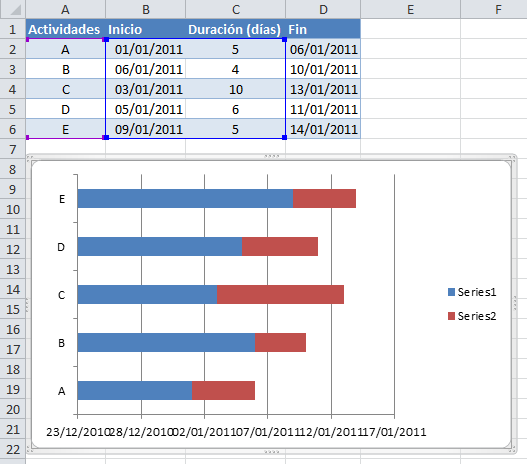 A B C D E F
1 Actividades Inicio Duración (días) Fin
2 A 01/01/2011 5 06/01/2011
3 B 06/01/2011 4 10/01/2011
4 C 03/01/2011 10 13/01/2011
5 D 05/01/2011 6 11/01/2011
6 E 09/01/2011 5 14/01/2011
7
8
9 E
10
11
12 D
13
14 C Series1
15
16 Series2
17 B
18
19 A
20
21 23/12/2010 28/12/2010 02/01/2011 07/01/2011 12/01/2011 17/01/2011
22